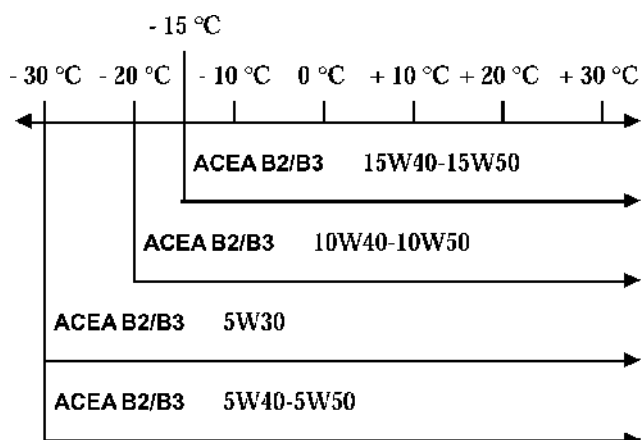 - 15 °C
- 30 °C - 20 °C - 10 °C 0 °C + 10 °C + 20 °C + 30 °C
ACEA B2/B3 15W40-15W50
ACEA B2/B3 10W40-10W50
ACEA B2/B3 5W30
ACEA B2/B3 5W40-5W50